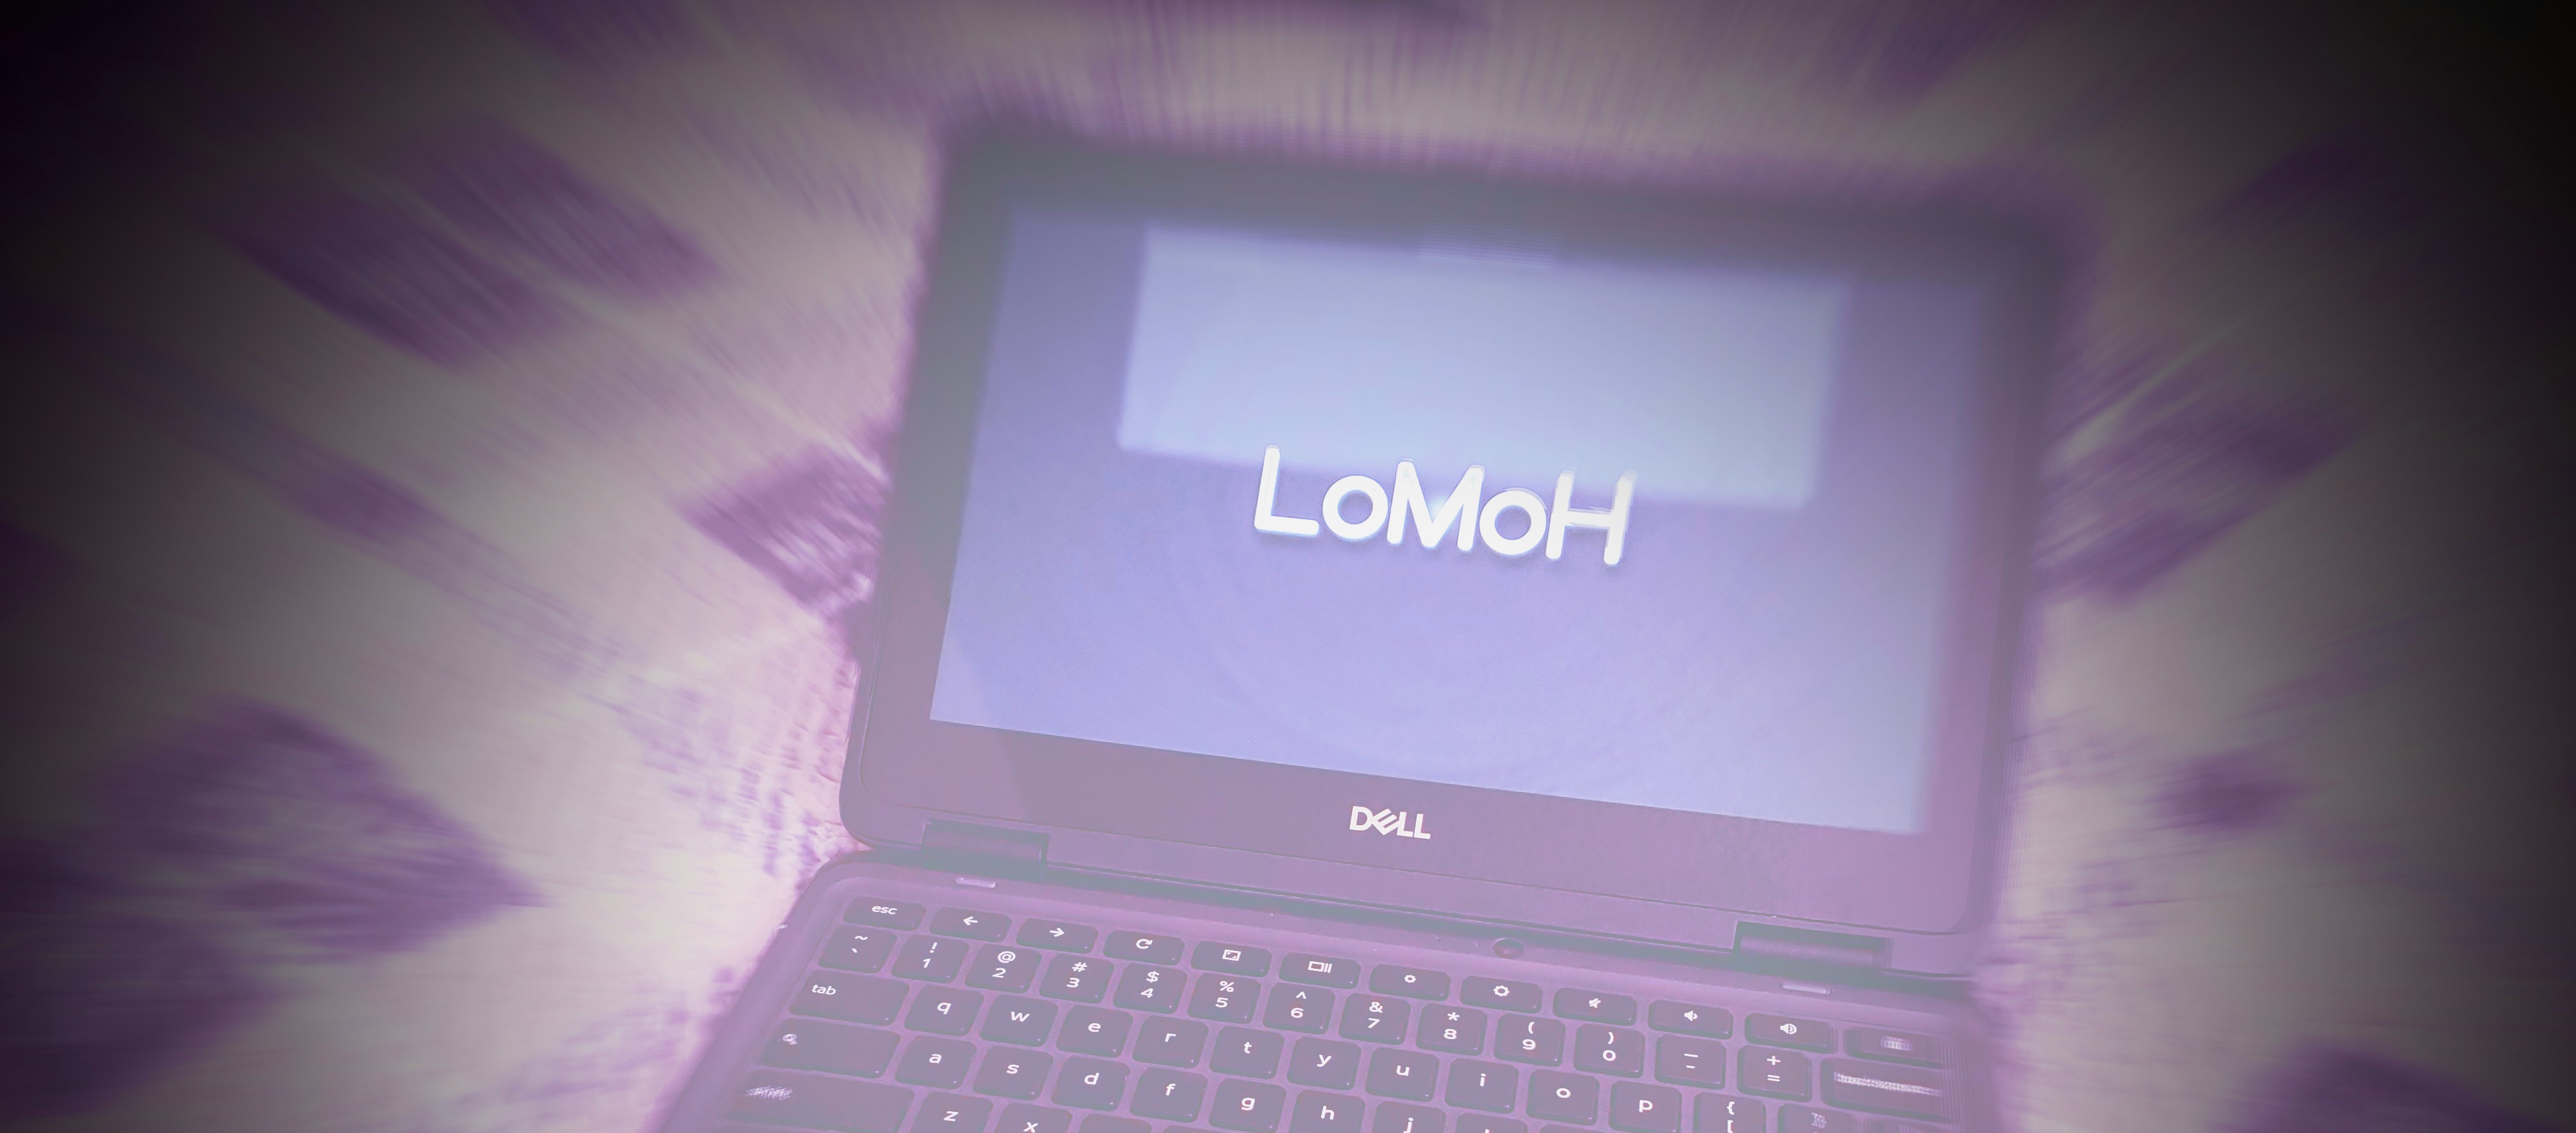 LoMoH
DELL
esc
~ ! @ # $ % ^ & * ( ) _ +
` 1 2 3 4 5 6 7 8 9 0 - =
tab q w e r t y u i o p {
[
a s d f g h j
z x